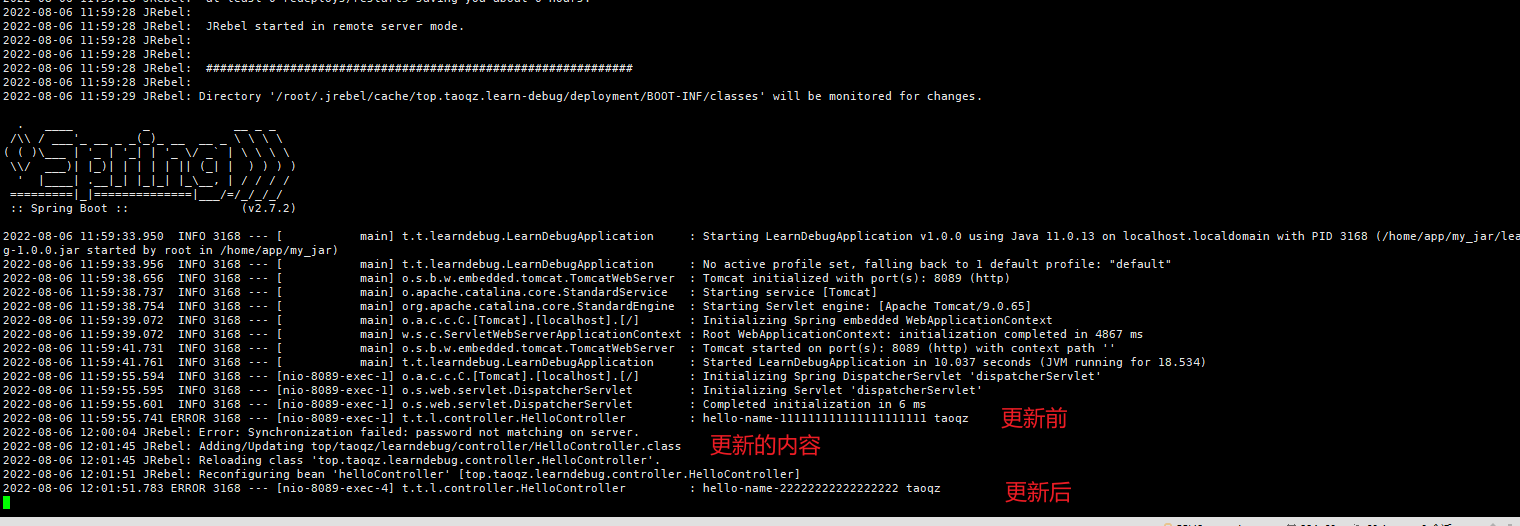 2022-08-06 11:59:28 JRebel:
2022-08-06 11:59:28 JRebel:  JRebel started in remote server mode.
2022-08-06 11:59:28 JRebel:
2022-08-06 11:59:28 JRebel:
2022-08-06 11:59:28 JRebel:  #############################################################
2022-08-06 11:59:28 JRebel:
2022-08-06 11:59:29 JRebel: Directory '/root/.jrebel/cache/top.taoqz.learn-debug/deployment/BOOT-INF/classes' will be monitored for changes.
  .   ____          _            __ _ _
 /\\ / ___'_ __ _ _(_)_ __  __ _ \ \ \ \
( ( )\___ | '_ | '_| | '_ \/ _` | \ \ \ \
 \\/  ___)| |_)| | | | | || (_| |  ) ) ) )
  '  |____| .__|_| |_|_| |_\__, | / / / /
 =========|_|==============|___/=/_/_/_/
 :: Spring Boot ::                (v2.7.2)
2022-08-06 11:59:33.950  INFO 3168 --- [           main] t.t.learndebug.LearnDebugApplication     : Starting LearnDebugApplication v1.0.0 using Java 11.0.13 on localhost.localdomain with PID 3168 (/home/app/my_jar/lea
g-1.0.0.jar started by root in /home/app/my_jar)
2022-08-06 11:59:33.956  INFO 3168 --- [           main] t.t.learndebug.LearnDebugApplication     : No active profile set, falling back to 1 default profile: "default"
2022-08-06 11:59:38.656  INFO 3168 --- [           main] o.s.b.w.embedded.tomcat.TomcatWebServer  : Tomcat initialized with port(s): 8089 (http)
2022-08-06 11:59:38.737  INFO 3168 --- [           main] o.apache.catalina.core.StandardService   : Starting service [Tomcat]
2022-08-06 11:59:38.754  INFO 3168 --- [           main] org.apache.catalina.core.StandardEngine  : Starting Servlet engine: [Apache Tomcat/9.0.65]
2022-08-06 11:59:39.072  INFO 3168 --- [           main] o.a.c.c.C.[Tomcat].[localhost].[/]       : Initializing Spring embedded WebApplicationContext
2022-08-06 11:59:39.072  INFO 3168 --- [           main] w.s.c.ServletWebServerApplicationContext : Root WebApplicationContext: initialization completed in 4867 ms
2022-08-06 11:59:41.731  INFO 3168 --- [           main] o.s.b.w.embedded.tomcat.TomcatWebServer  : Tomcat started on port(s): 8089 (http) with context path ''
2022-08-06 11:59:41.761  INFO 3168 --- [           main] t.t.learndebug.LearnDebugApplication     : Started LearnDebugApplication in 10.037 seconds (JVM running for 18.534)
2022-08-06 11:59:55.594  INFO 3168 --- [nio-8089-exec-1] o.a.c.c.C.[Tomcat].[localhost].[/]       : Initializing Spring DispatcherServlet 'dispatcherServlet'
2022-08-06 11:59:55.595  INFO 3168 --- [nio-8089-exec-1] o.s.web.servlet.DispatcherServlet        : Initializing Servlet 'dispatcherServlet'
2022-08-06 11:59:55.601  INFO 3168 --- [nio-8089-exec-1] o.s.web.servlet.DispatcherServlet        : Completed initialization in 6 ms
2022-08-06 11:59:55.741 ERROR 3168 --- [nio-8089-exec-1] t.t.l.controller.HelloController         : hello-name-111111111111111111111 taoqz 更新前
2022-08-06 12:00:04 JRebel: Error: Synchronization failed: password not matching on server.
2022-08-06 12:01:45 JRebel: Adding/Updating top/taoqz/learndebug/controller/HelloController.class 更新的内容
2022-08-06 12:01:45 JRebel: Reloading class 'top.taoqz.learndebug.controller.HelloController'.
2022-08-06 12:01:51 JRebel: Reconfiguring bean 'helloController' [top.taoqz.learndebug.controller.HelloController]
2022-08-06 12:01:51.783 ERROR 3168 --- [nio-8089-exec-4] t.t.l.controller.HelloController         : hello-name-22222222222222222 taoqz 更新后